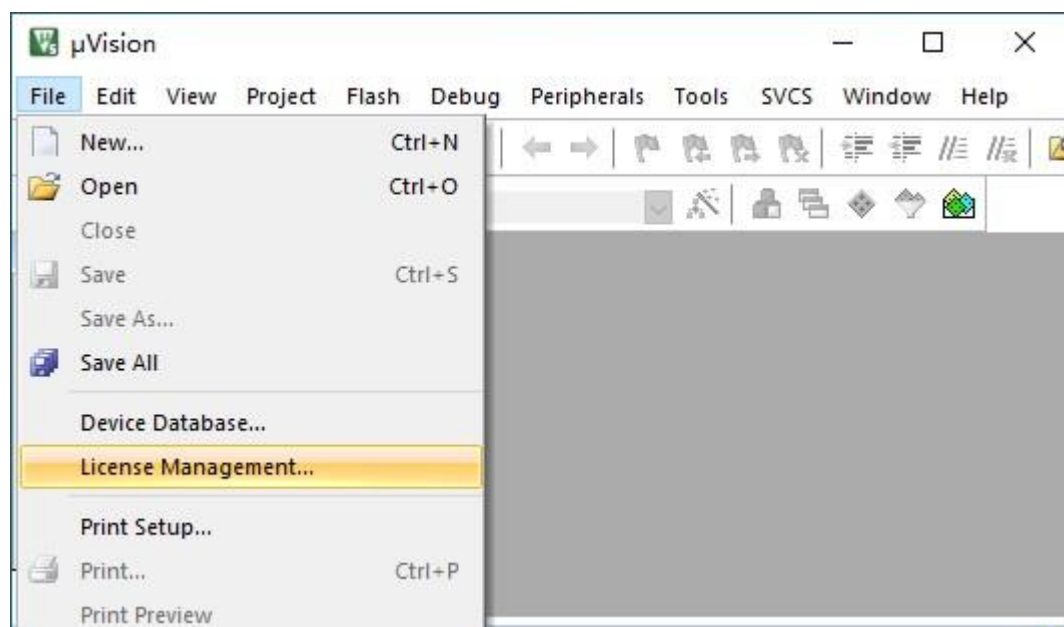 µVision
File Edit View Project Flash Debug Peripherals Tools SVCS Window Help
New... Ctrl+N
Open Ctrl+O
Close
Save Ctrl+S
Save As...
Save All
Device Database...
License Management...
Print Setup...
Print... Ctrl+P
Print Preview